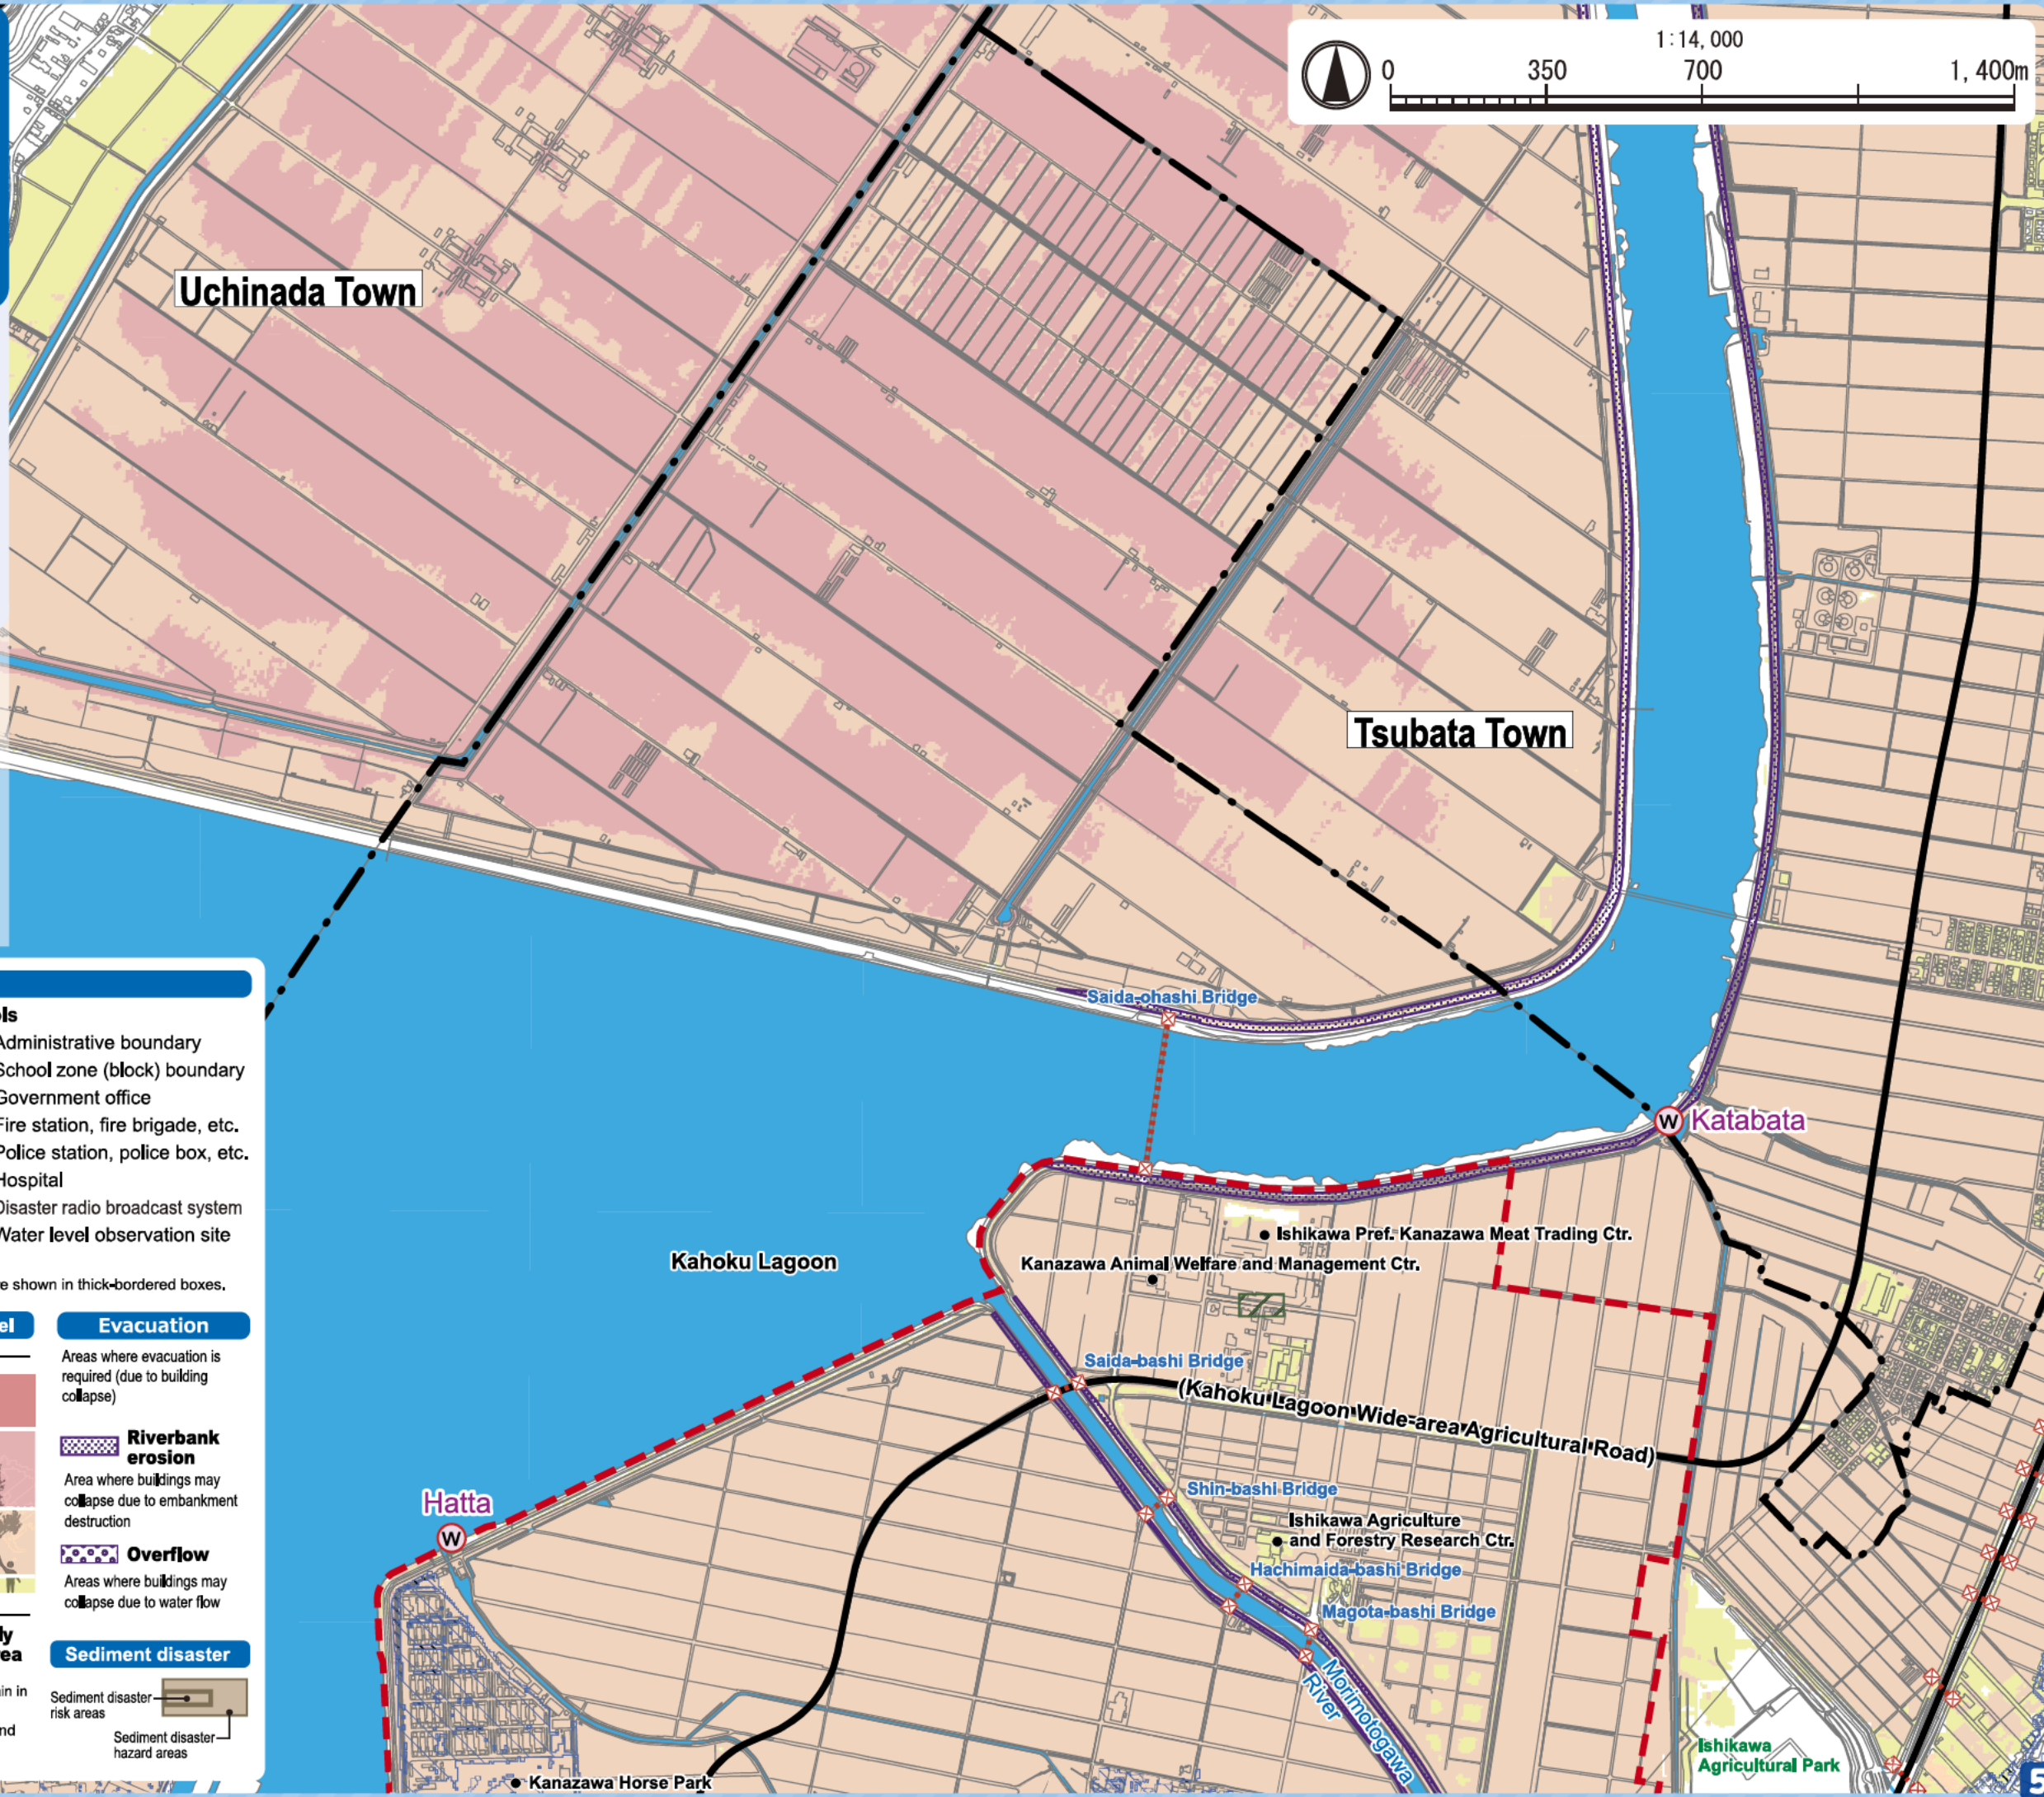 1:14,000
0 350 700 1,400m
Uchinada Town
Tsubata Town
Saida-ohashi Bridge
W Katabata
Ishikawa Pref. Kanazawa Meat Trading Ctr.
Kahoku Lagoon
Kanazawa Animal Welfare and Management Ctr.
Saida-bashi Bridge
(Kahoku Lagoon Wide-area Agricultural Road)
Shin-bashi Bridge
Hatta
W
Ishikawa Agriculture
and Forestry Research Ctr.
Hachimaida-bashi Bridge
Magota-bashi Bridge
Morimotogawa
River
Ishikawa
Agricultural Park
Kanazawa Horse Park
5
ls
Administrative boundary
School zone (block) boundary
Government office
Fire station, fire brigade, etc.
Police station, police box, etc.
Hospital
Disaster radio broadcast system
Water level observation site
e shown in thick-bordered boxes.
el
Evacuation
Areas where evacuation is
required (due to building
collapse)
Riverbank
erosion
Area where buildings may
collapse due to embankment
destruction
Overflow
Areas where buildings may
collapse due to water flow
ly
ea
in in
nd
Sediment disaster
Sediment disaster
risk areas
Sediment disaster
hazard areas